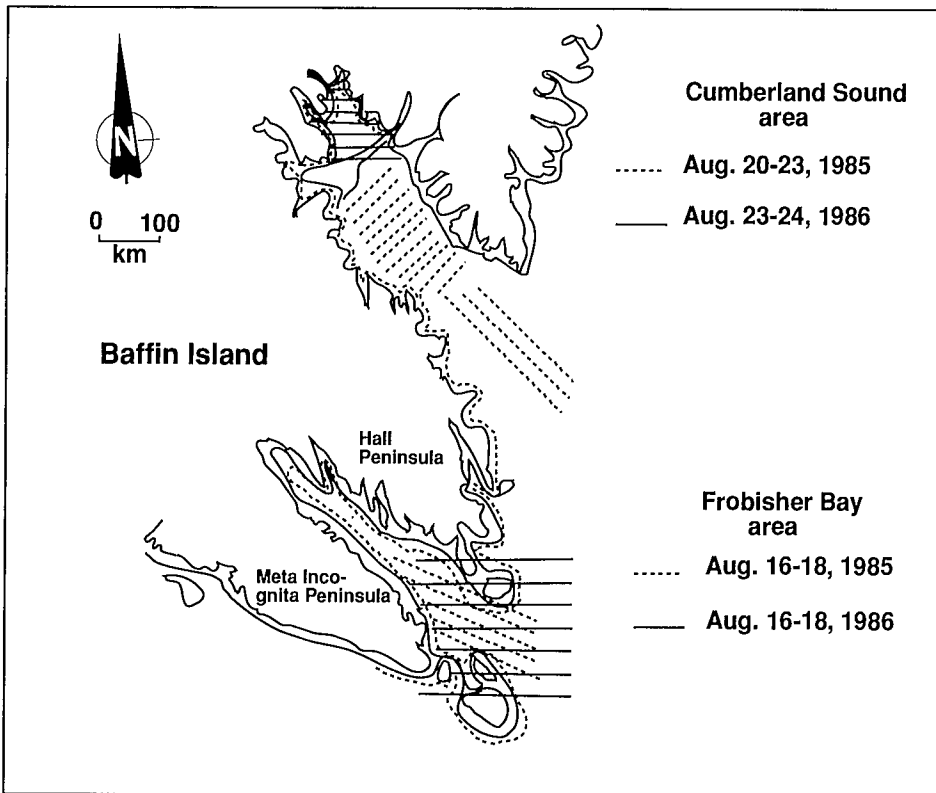 N
0 100
km
Cumberland Sound
area
Aug. 20-23, 1985
Aug. 23-24, 1986
Baffin Island
Hall
Peninsula
Meta Inco-
gnita Peninsula
Frobisher Bay
area
Aug. 16-18, 1985
Aug. 16-18, 1986